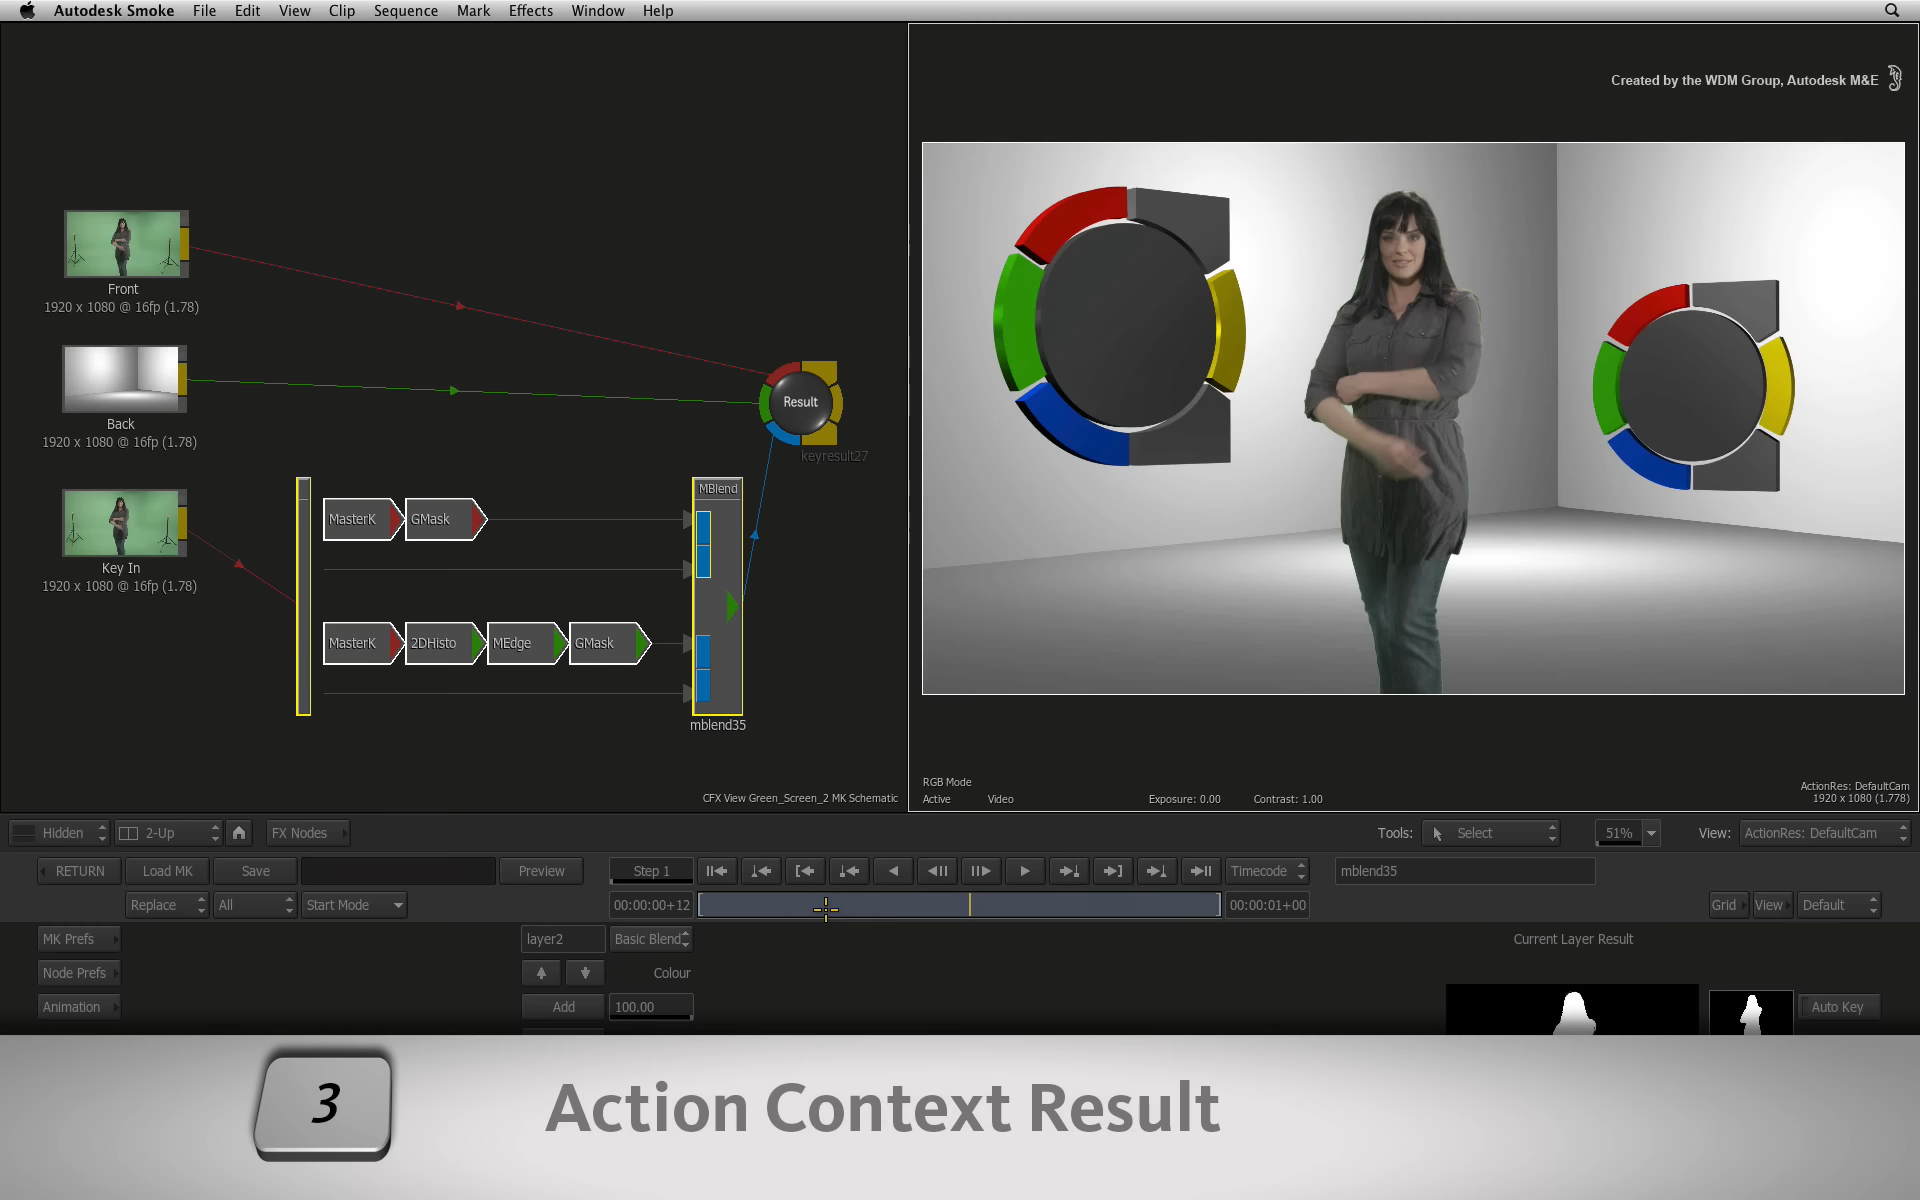 Autodesk Smoke File Edit View Clip Sequence Mark Effects Window Help
Created by the WDM Group, Autodesk M&E
Front
1920 x 1080 @ 16fp (1.78)
Back
1920 x 1080 @ 16fp (1.78)
Key In
1920 x 1080 @ 16fp (1.78)
Result
keyresult27
MBlend
MasterK GMask
MasterK 2DHisto MEdge GMask
mblend35
CFX View Green_Screen_2 MK Schematic
RGB Mode
Active Video Exposure: 0.00 Contrast: 1.00
ActionRes: DefaultCam
1920 x 1080 (1.778)
Hidden 2-Up FX Nodes Tools: Select 51% View: ActionRes: DefaultCam
RETURN Load MK Save Preview Step 1 Timecode mblend35
Replace All Start Mode 00:00:00+12 00:00:01+00 Grid View Default
MK Prefs layer2 Basic Blend Current Layer Result
Node Prefs Colour
Animation Add 100.00 Auto Key
3 Action Context Result